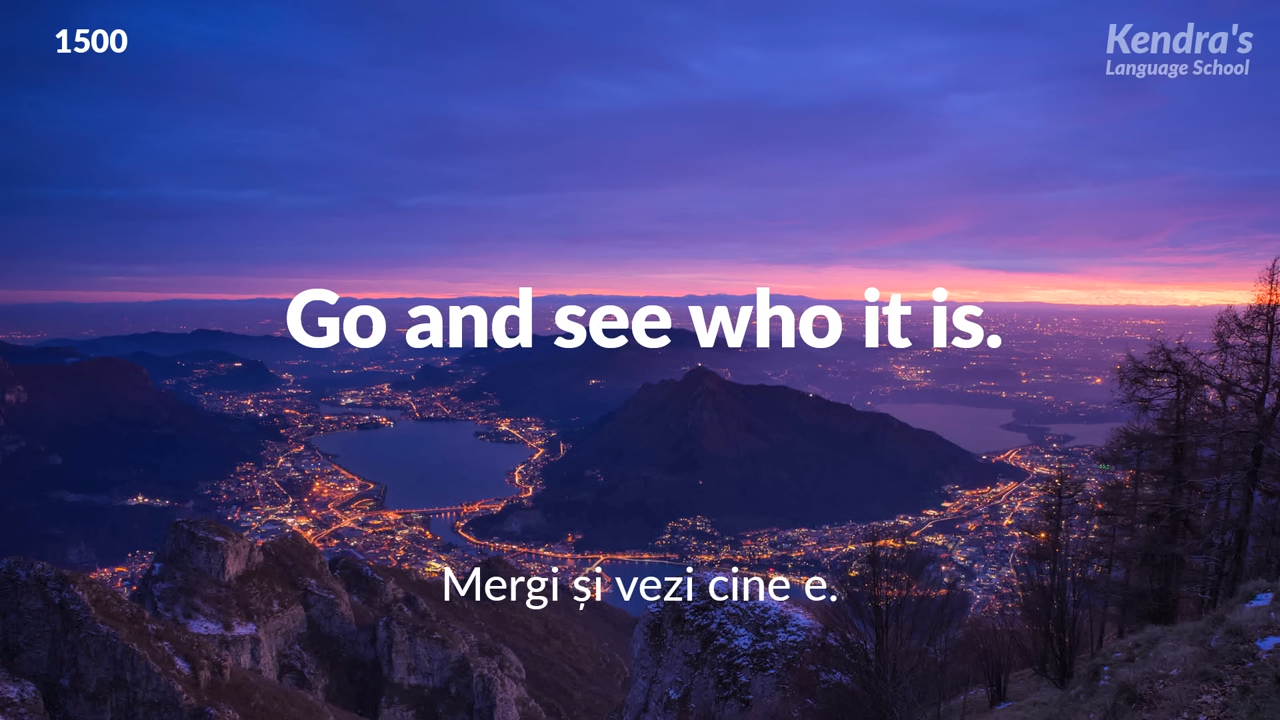 1500
Kendra's
Language School
Go and see who it is.
Mergi și vezi cine e.